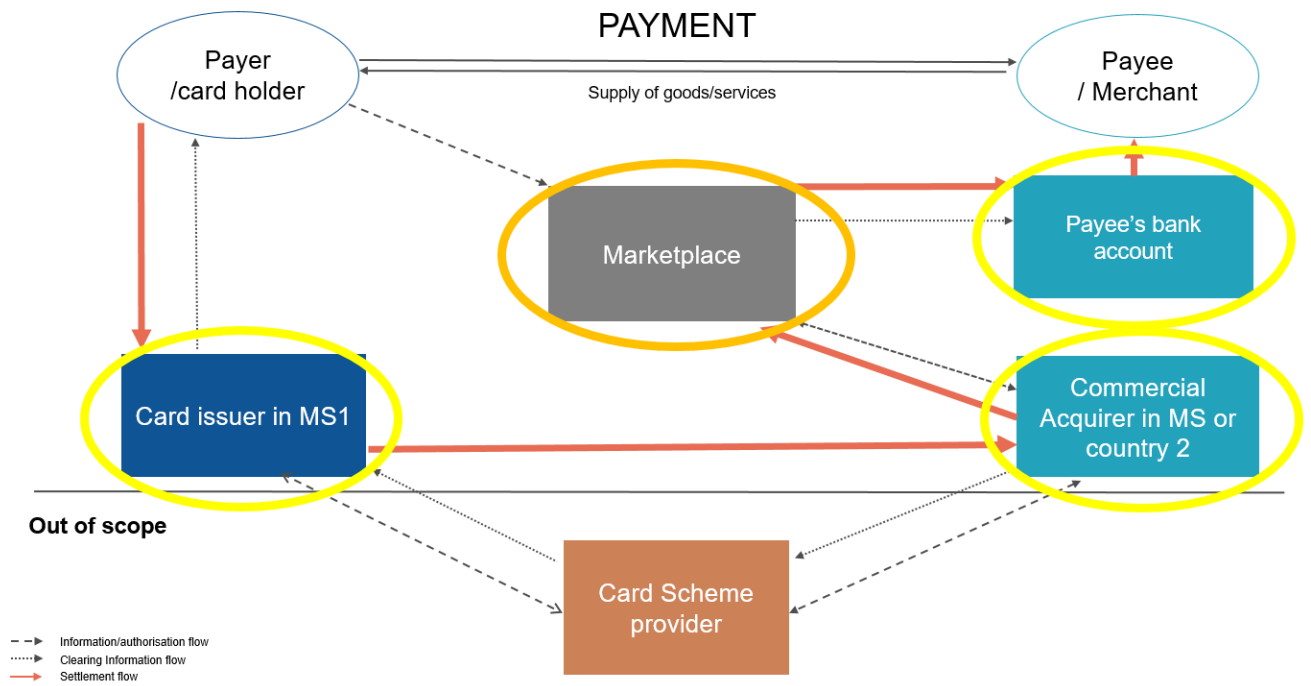 PAYMENT
Payer
/card holder
Payee
/ Merchant
Supply of goods/services
Marketplace
Payee's bank
account
Card issuer in MS1
Commercial
Acquirer in MS or
country 2
Out of scope
Card Scheme
provider
Information/authorisation flow
Clearing Information flow
Settlement flow